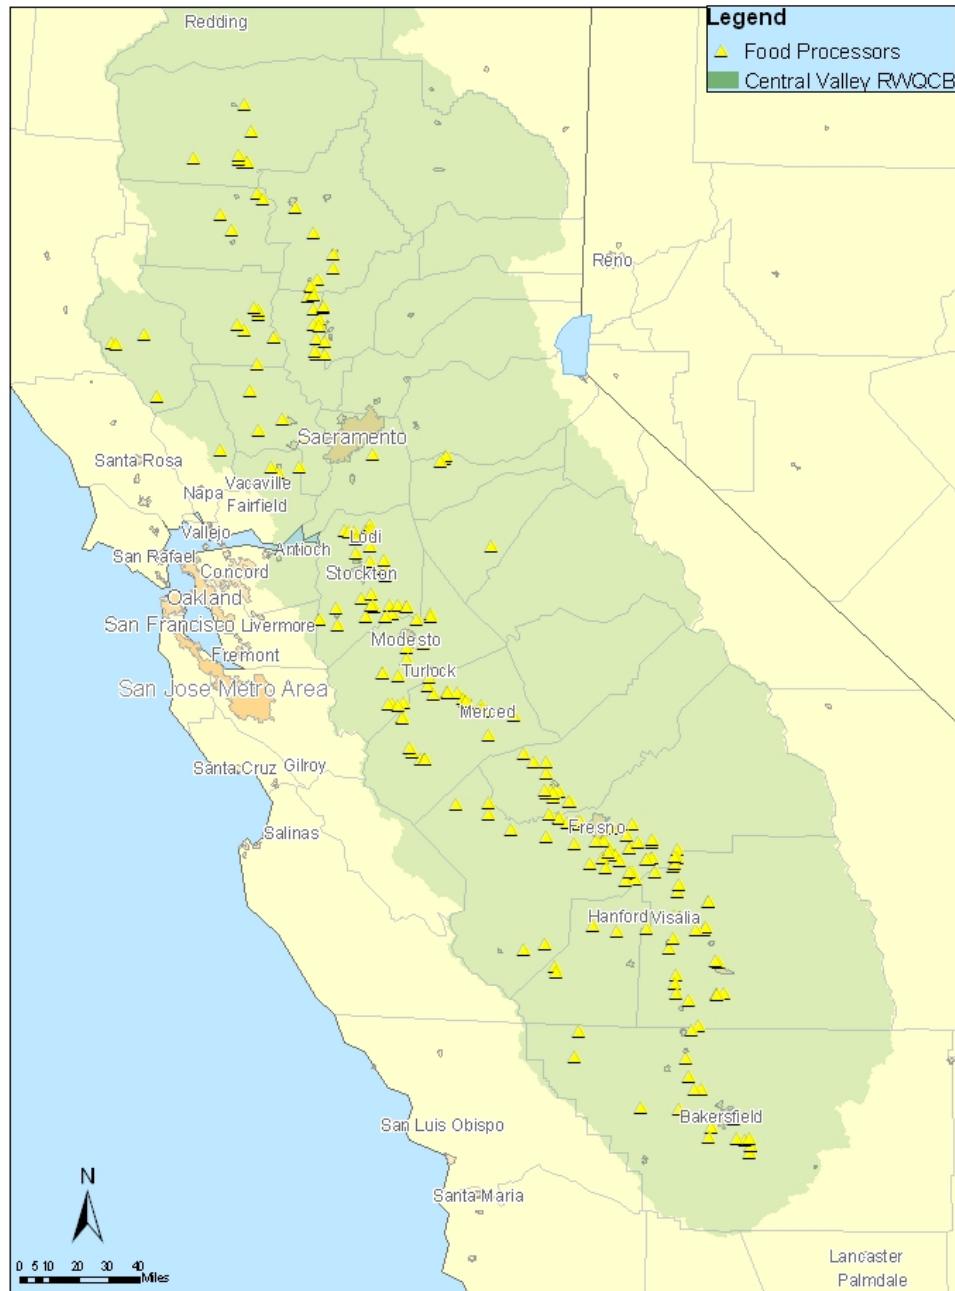 Redding
Legend
Food Processors
Central Valley RWQCB
Reno
Sacramento
Santa Rosa
Napa
Vacaville
Fairfield
Vallejo
Lodi
San Rafael
Antioch
Concord
Stockton
Oakland
San Francisco
Livermore
Modesto
Fremont
Turlock
San Jose Metro Area
Merced
Santa Cruz
Gilroy
Salinas
Fresno
Hanford
Visalia
Bakersfield
San Luis Obispo
Santa Maria
N
Lancaster
Palmdale
0 5 10 20 30 40
Miles